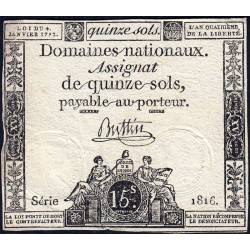 LOI DU 4. JANVIER 1792.
quinze sols.
L'AN QUATRIÈME DE LA LIBERTÉ.
Domaines nationaux.
Assignat
de quinze sols,
payable au porteur.
Buttin
Série
1816.
15 S
LA LOI PUNIT DE MORT LE CONTREFACTEUR.
LA NATION RÉCOMPENSE LE DÉNONCIATEUR.